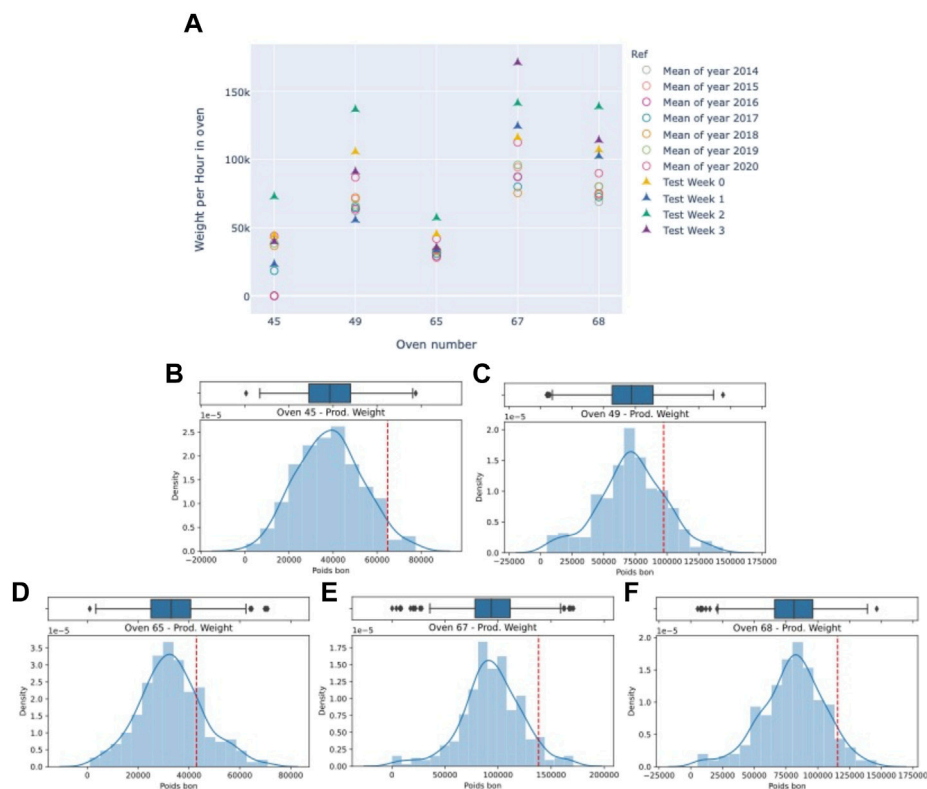 A
Weight per Hour in oven
150k
100k
50k
0
45 49 65 67 68
Oven number
Ref
Mean of year 2014
Mean of year 2015
Mean of year 2016
Mean of year 2017
Mean of year 2018
Mean of year 2019
Mean of year 2020
Test Week 0
Test Week 1
Test Week 2
Test Week 3
B
1e-5
Oven 45 - Prod. Weight
Density
2.5
2.0
1.5
1.0
0.5
0.0
-20000 0 20000 40000 60000 80000
Poids bon
C
1e-5
Oven 49 - Prod. Weight
Density
2.0
1.5
1.0
0.5
0.0
-25000 0 25000 50000 75000 100000 125000 150000 175000
Poids bon
D
1e-5
Oven 65 - Prod. Weight
Density
3.5
3.0
2.5
2.0
1.5
1.0
0.5
0.0
0 20000 40000 60000 80000
Poids bon
E
1e-5
Oven 67 - Prod. Weight
Density
1.75
1.50
1.25
1.00
0.75
0.50
0.25
0.00
0 50000 100000 150000 200000
Poids bon
F
1e-5
Oven 68 - Prod. Weight
Density
2.0
1.5
1.0
0.5
0.0
-25000 0 25000 50000 75000 100000 125000 150000 175000
Poids bon